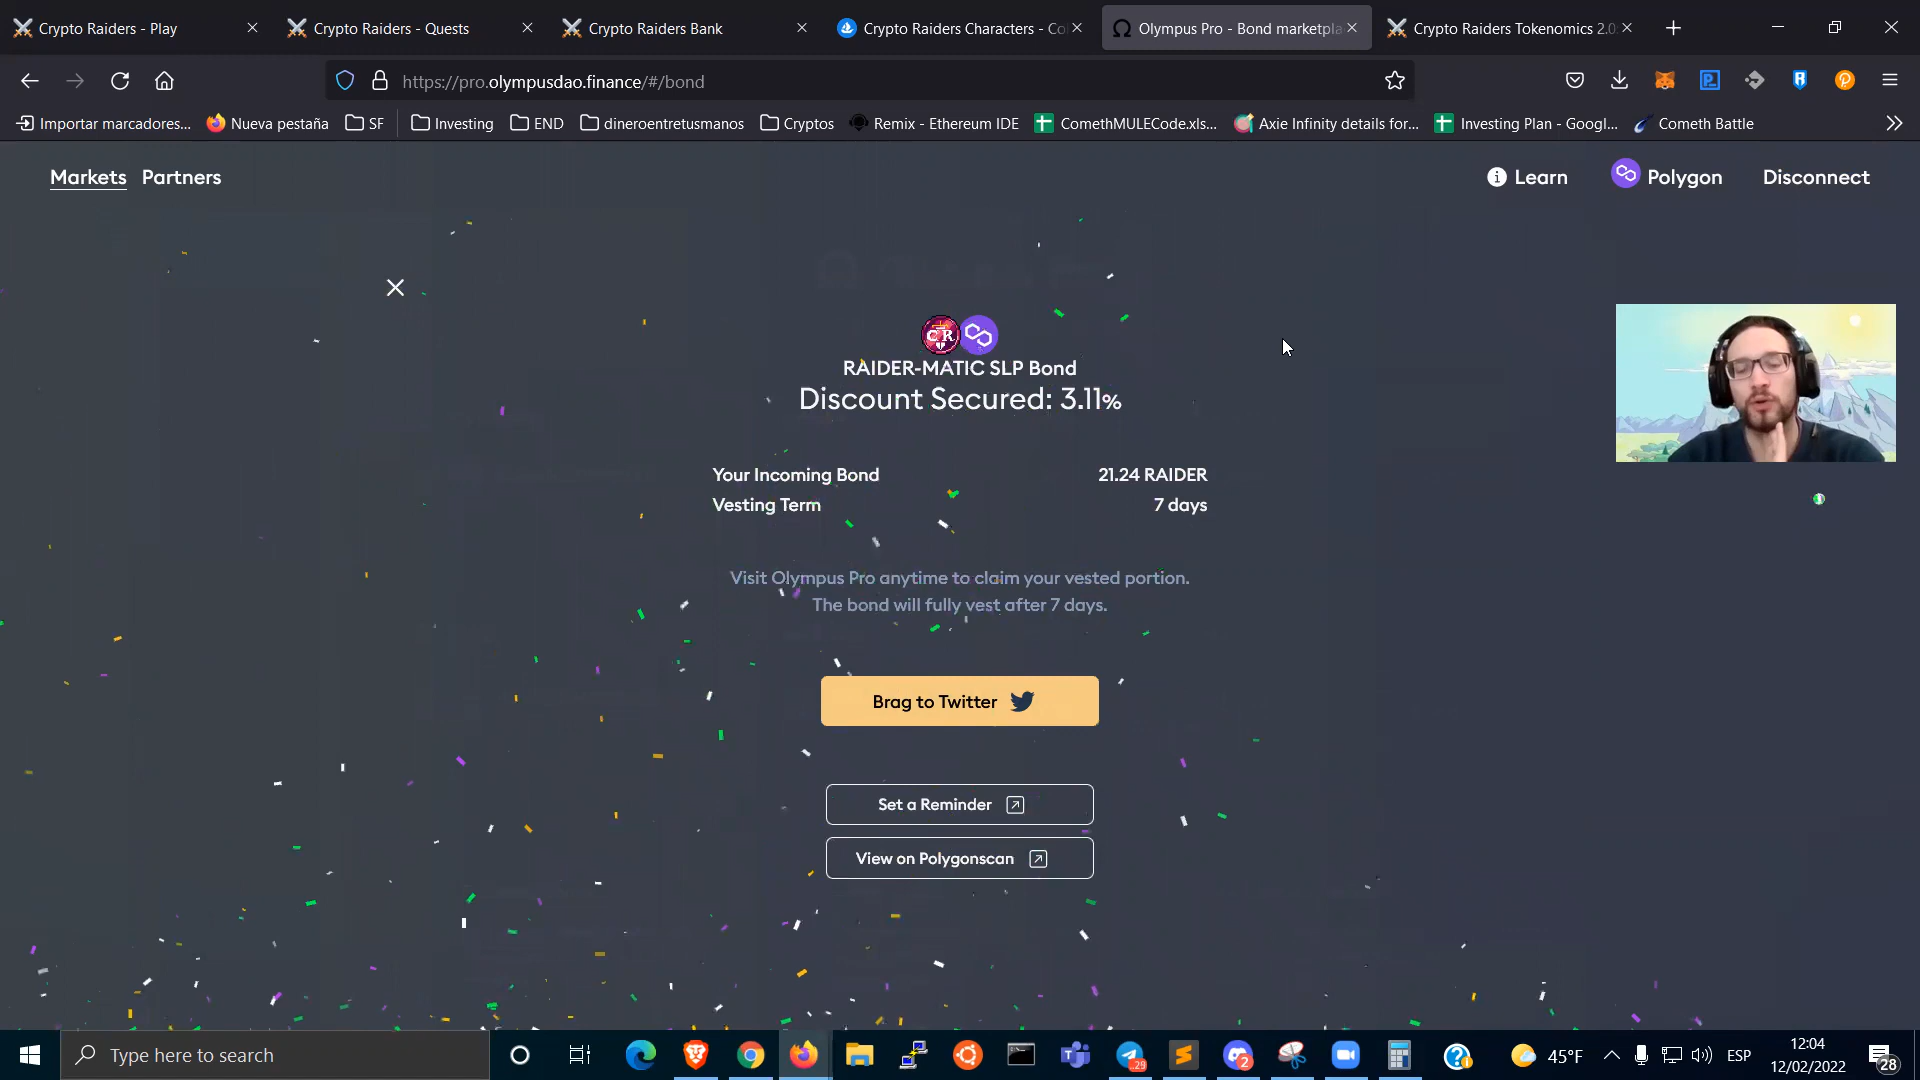 Crypto Raiders - Play
Crypto Raiders - Quests
Crypto Raiders Bank
Crypto Raiders Characters - Co
Olympus Pro - Bond marketpla
Crypto Raiders Tokenomics 2.0
https://pro.olympusdao.finance/#/bond
Importar marcadores...
Nueva pestaña
SF
Investing
END
dineroentretusmanos
Cryptos
Remix - Ethereum IDE
ComethMULECode.xls...
Axie Infinity details for...
Investing Plan - Googl...
Cometh Battle
Markets
Partners
Learn
Polygon
Disconnect
CR
RAIDER-MATIC SLP Bond
Discount Secured: 3.11%
Your Incoming Bond 21.24 RAIDER
Vesting Term 7 days
Visit Olympus Pro anytime to claim your vested portion.
The bond will fully vest after 7 days.
Brag to Twitter
Set a Reminder
View on Polygonscan
Type here to search
29
2
45°F
ESP
12:04
12/02/2022
28